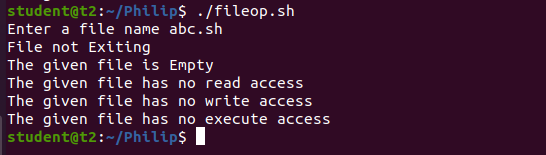 student@t2:~/Philip$ ./fileop.sh
Enter a file name abc.sh
File not Exiting
The given file is Empty
The given file has no read access
The given file has no write access
The given file has no execute access
student@t2:~/Philip$